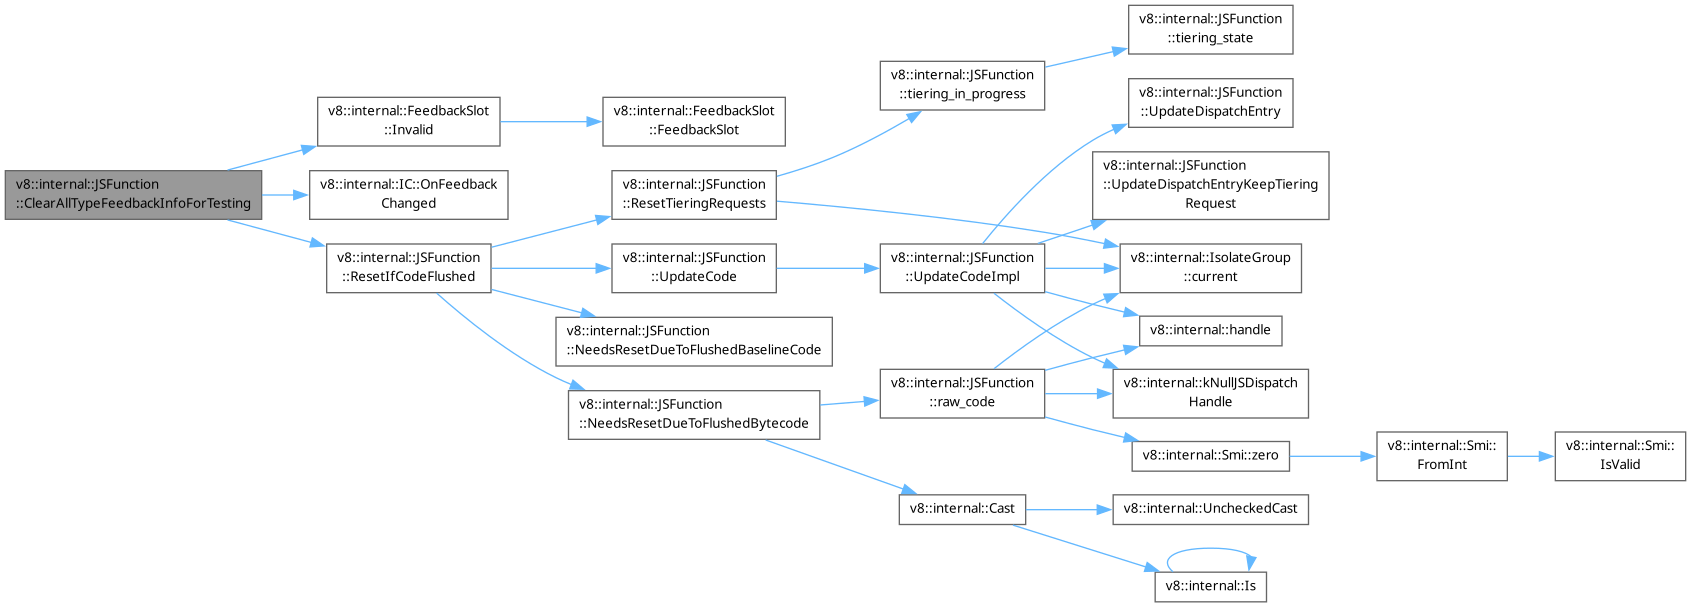 v8::internal::JSFunction
::ClearAllTypeFeedbackInfoForTesting
v8::internal::FeedbackSlot
::Invalid
v8::internal::FeedbackSlot
::FeedbackSlot
v8::internal::IC::OnFeedback
Changed
v8::internal::JSFunction
::ResetIfCodeFlushed
v8::internal::JSFunction
::ResetTieringRequests
v8::internal::JSFunction
::tiering_in_progress
v8::internal::JSFunction
::tiering_state
v8::internal::IsolateGroup
::current
v8::internal::JSFunction
::UpdateCode
v8::internal::JSFunction
::UpdateCodeImpl
v8::internal::JSFunction
::UpdateDispatchEntry
v8::internal::JSFunction
::UpdateDispatchEntryKeepTiering
Request
v8::internal::handle
v8::internal::kNullJSDispatch
Handle
v8::internal::JSFunction
::NeedsResetDueToFlushedBaselineCode
v8::internal::JSFunction
::NeedsResetDueToFlushedBytecode
v8::internal::JSFunction
::raw_code
v8::internal::Smi::zero
v8::internal::Smi::
FromInt
v8::internal::Smi::
IsValid
v8::internal::Cast
v8::internal::UncheckedCast
v8::internal::Is